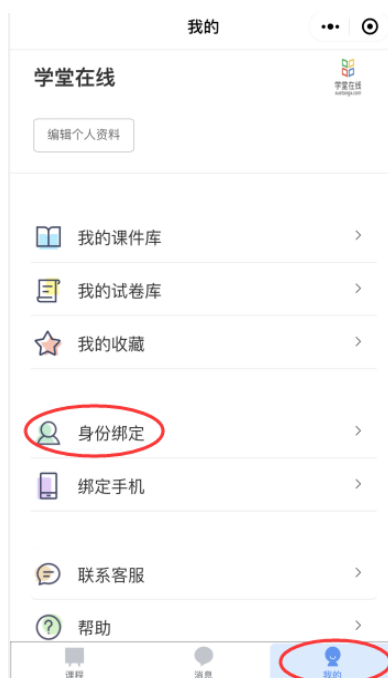 我的
学堂在线
学堂在线
xuetangx.com
编辑个人资料
我的课件库
我的试卷库
我的收藏
身份绑定
绑定手机
联系客服
帮助
课程
消息
我的